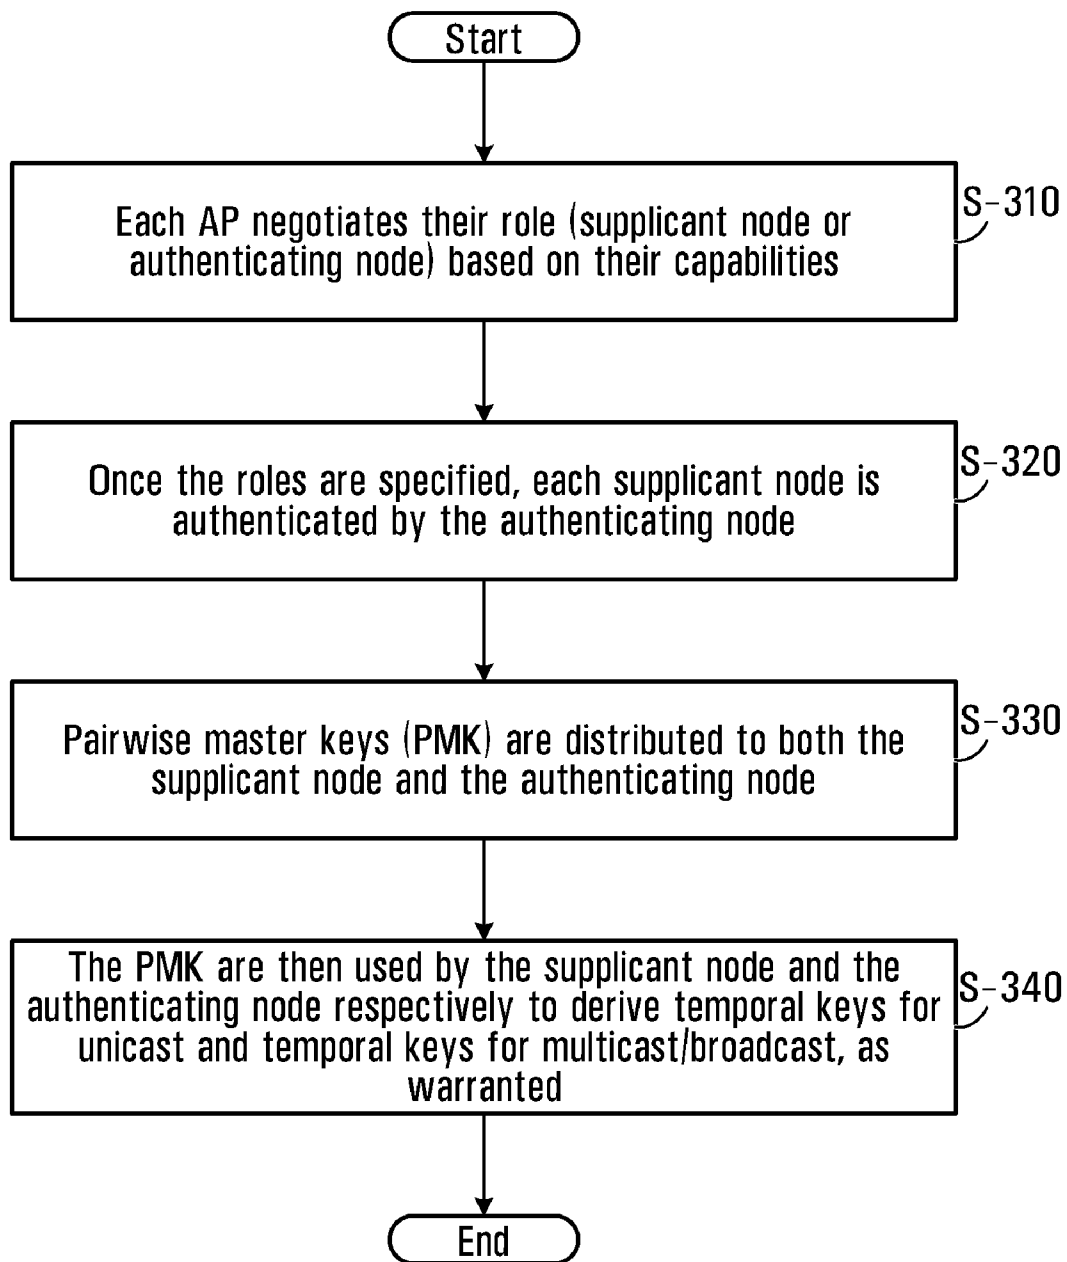 Start
Each AP negotiates their role (supplicant node or
authenticating node) based on their capabilities
S-310
Once the roles are specified, each supplicant node is
authenticated by the authenticating node
S-320
Pairwise master keys (PMK) are distributed to both the
supplicant node and the authenticating node
S-330
The PMK are then used by the supplicant node and the
authenticating node respectively to derive temporal keys for
unicast and temporal keys for multicast/broadcast, as
warranted
S-340
End